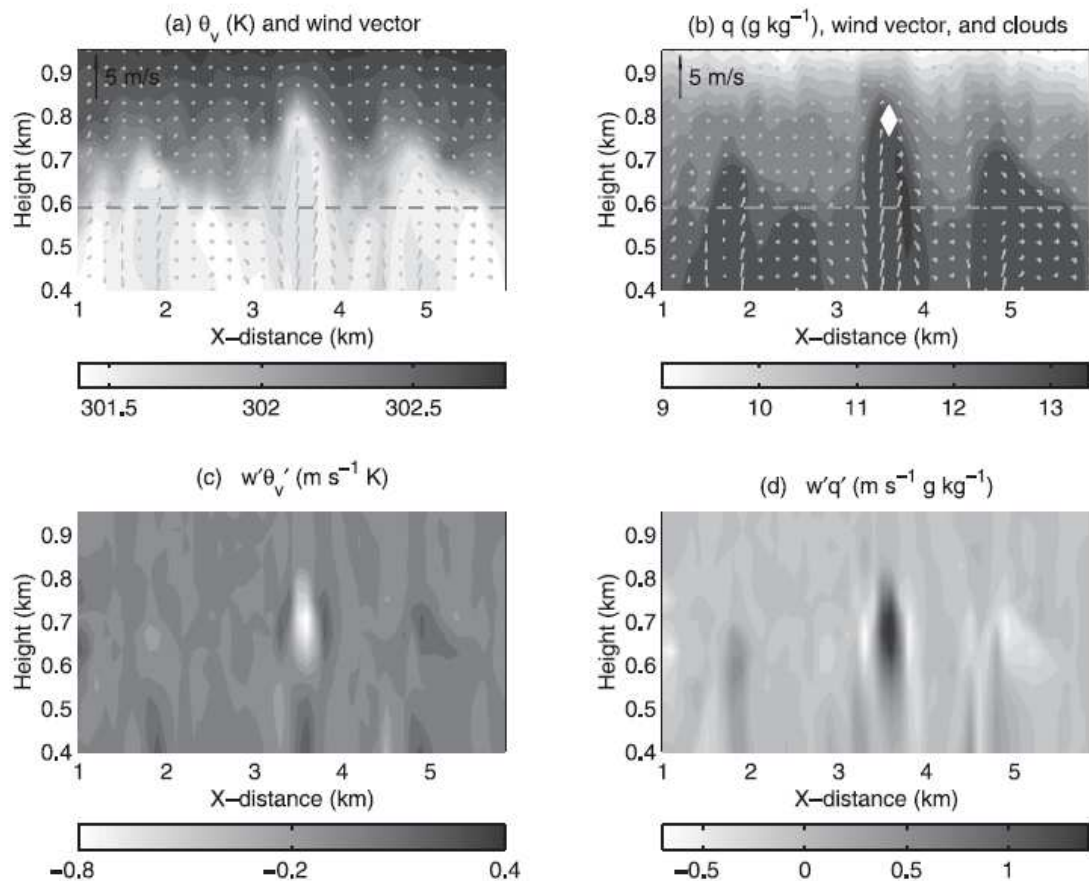 (a) θv (K) and wind vector
(b) q (g kg−1), wind vector, and clouds
5 m/s
5 m/s
0.9
0.8
0.7
0.6
0.5
0.4
Height (km)
1 2 3 4 5
X−distance (km)
301.5 302 302.5
0.9
0.8
0.7
0.6
0.5
0.4
Height (km)
1 2 3 4 5
X−distance (km)
9 10 11 12 13
(c) w′θv′ (m s−1 K)
(d) w′q′ (m s−1 g kg−1)
0.9
0.8
0.7
0.6
0.5
0.4
Height (km)
1 2 3 4 5
X−distance (km)
−0.8 −0.2 0.4
0.9
0.8
0.7
0.6
0.5
0.4
Height (km)
1 2 3 4 5
X−distance (km)
−0.5 0 0.5 1